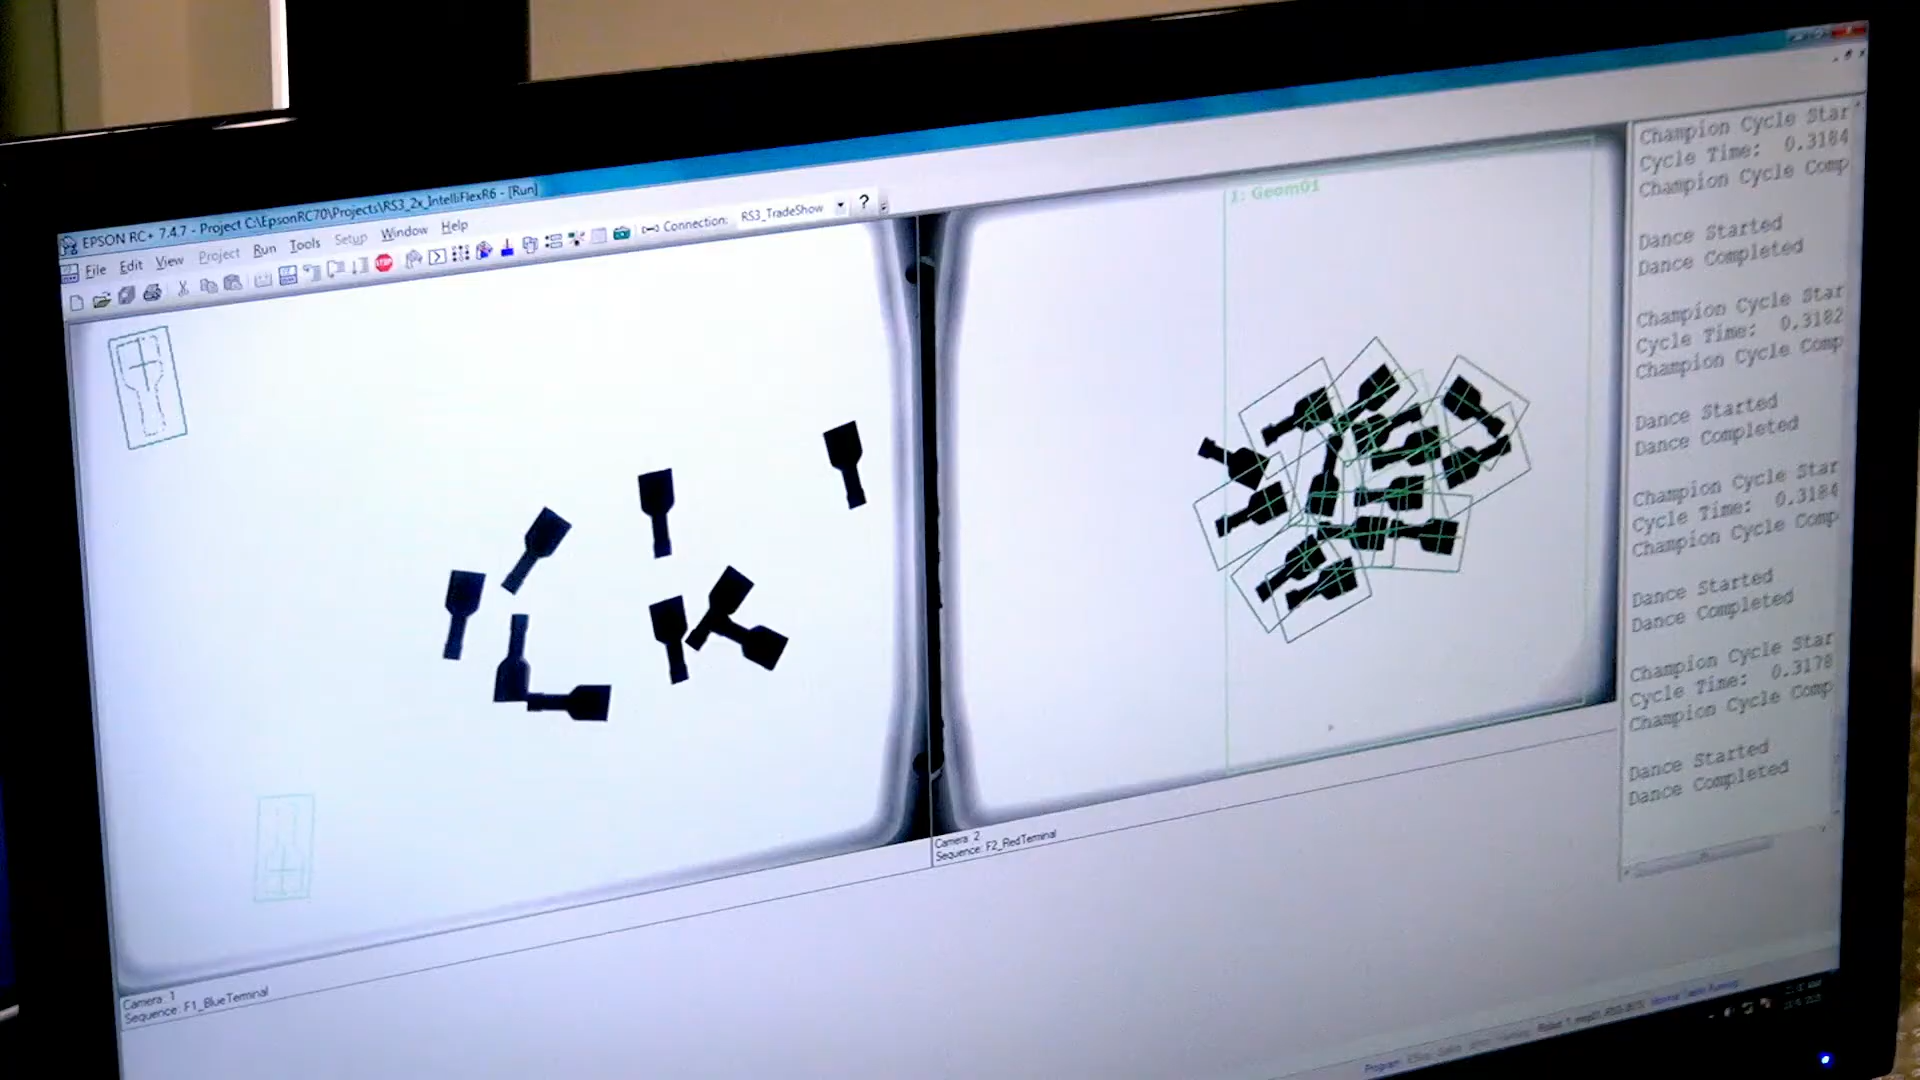 EPSON RC+ 7.4.7 - Project C:\EpsonRC70\Projects\RS3_2x_IntelliFlexR6 - [Run]
File Edit View Project Run Tools Setup Window Help
STOP
Connection: RS3_TradeShow ?
1: Geom01
Camera: 1
Sequence: F1_BlueTerminal
Camera: 2
Sequence: F2_RedTerminal
Champion Cycle Star
Cycle Time: 0.3184
Champion Cycle Comp
Dance Started
Dance Completed
Champion Cycle Star
Cycle Time: 0.3182
Champion Cycle Comp
Dance Started
Dance Completed
Champion Cycle Star
Cycle Time: 0.3184
Champion Cycle Comp
Dance Started
Dance Completed
Champion Cycle Star
Cycle Time: 0.3178
Champion Cycle Comp
Dance Started
Dance Completed
Program